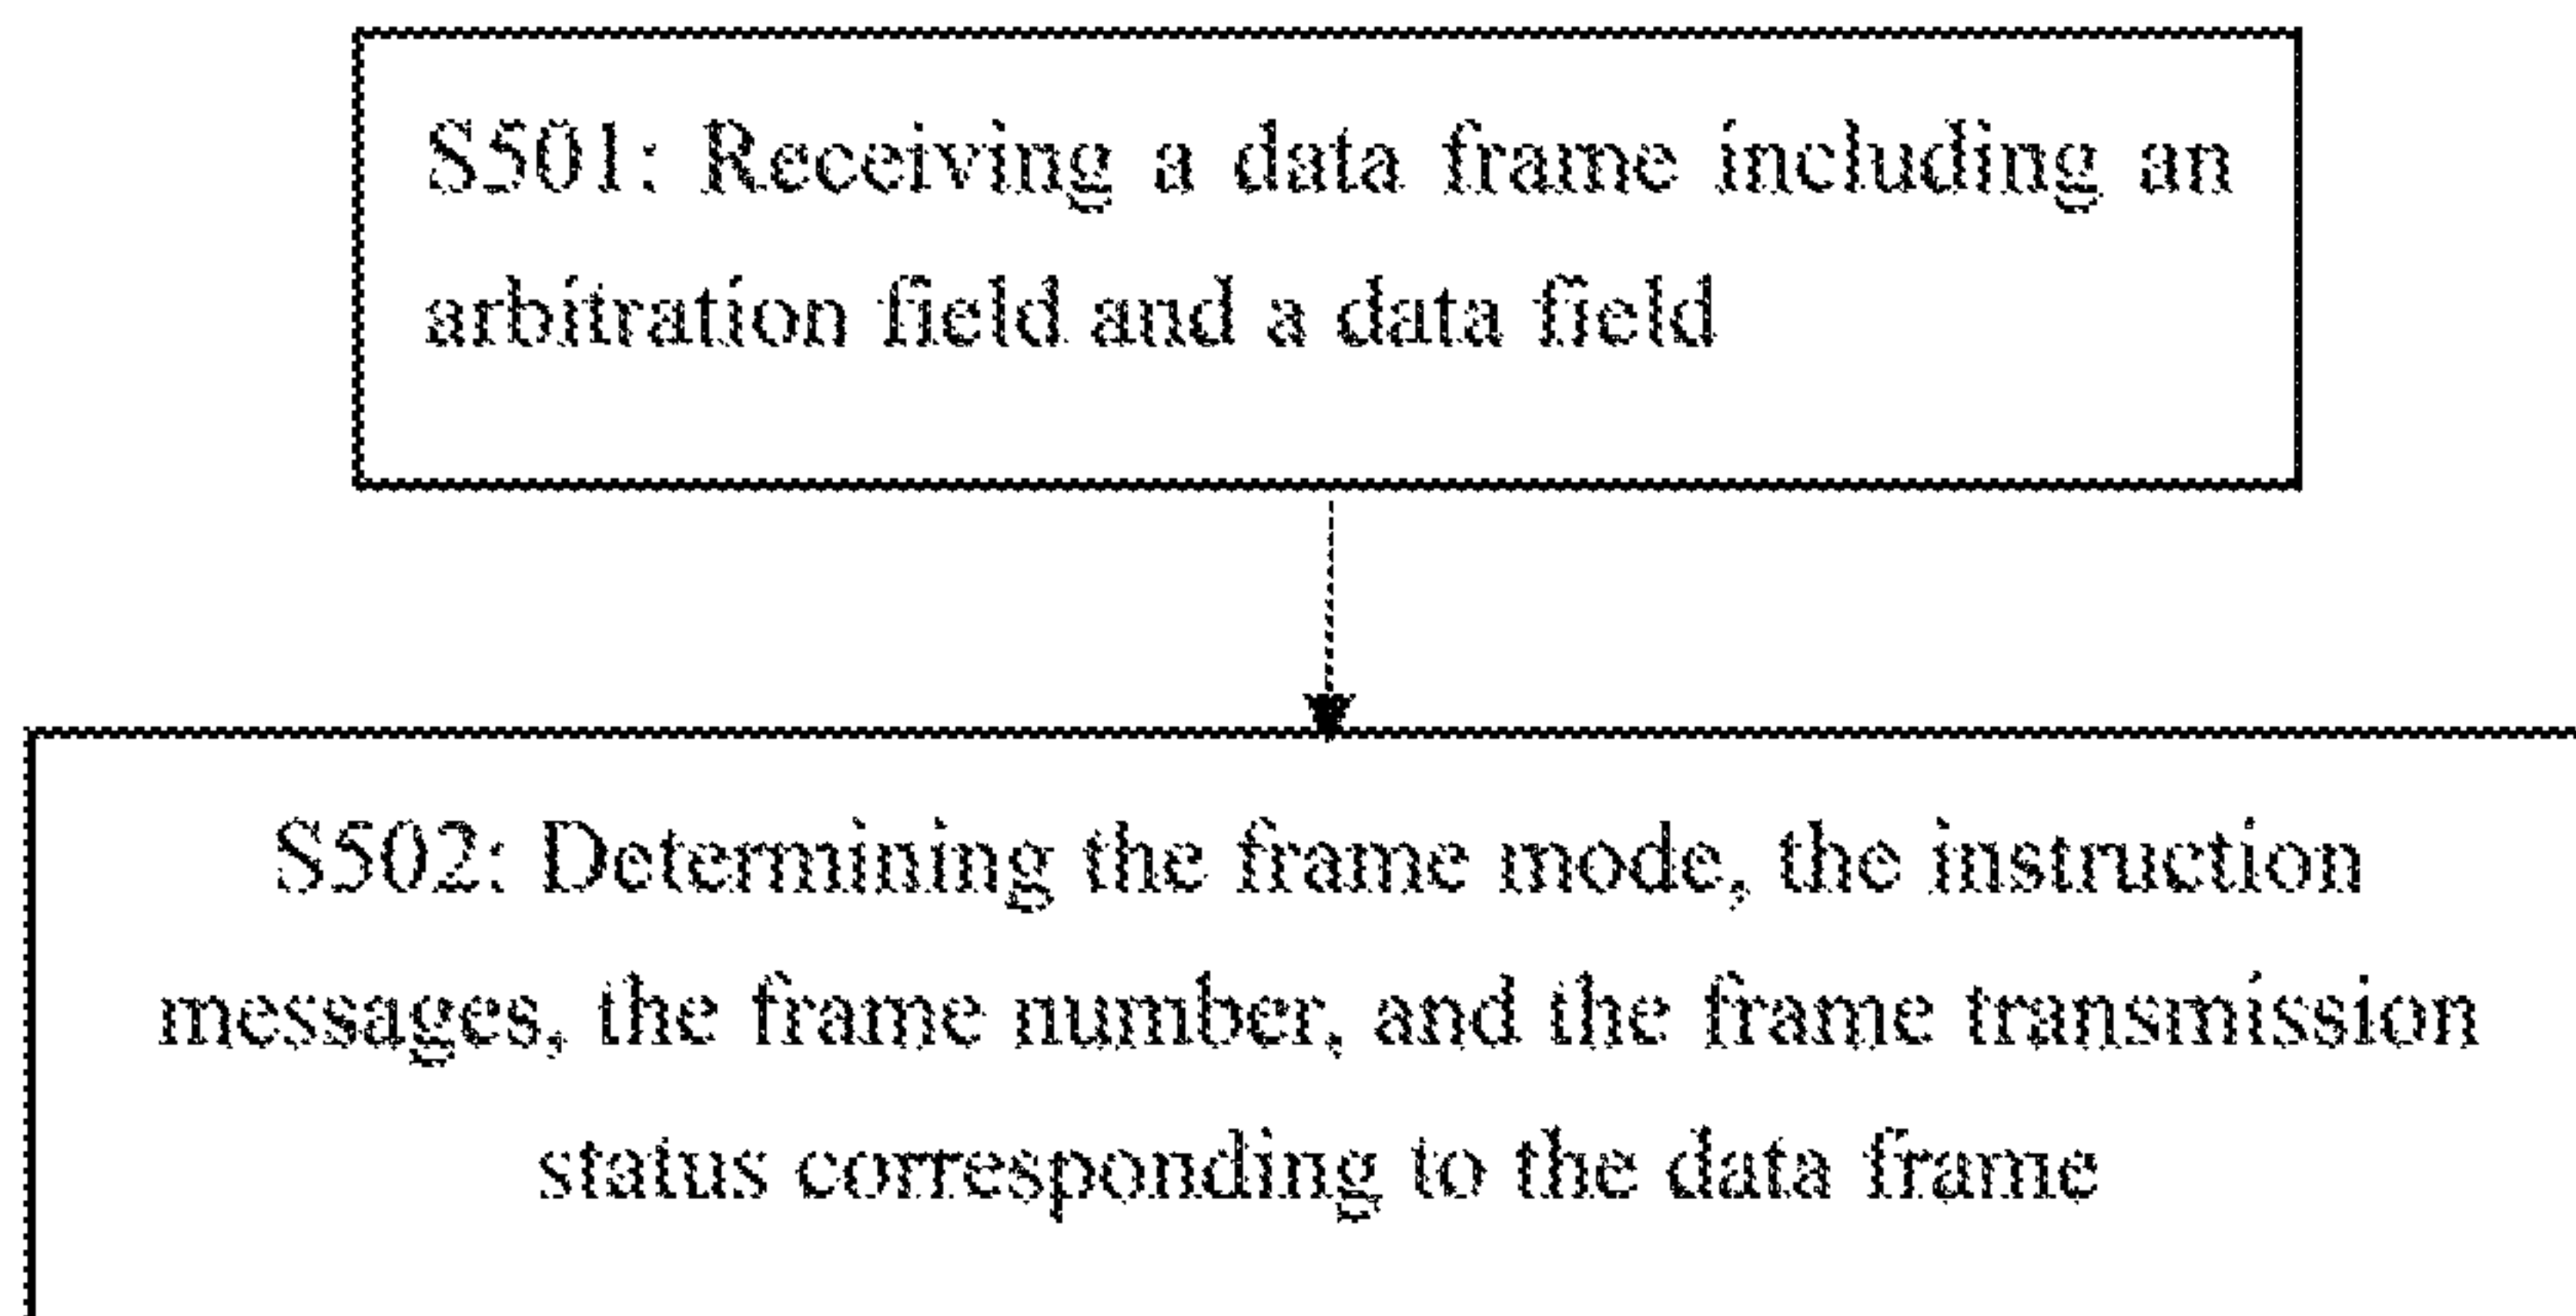 S501: Receiving a data frame including an
arbitration field and a data field
S502: Determining the frame mode, the instruction
messages, the frame number, and the frame transmission
status corresponding to the data frame